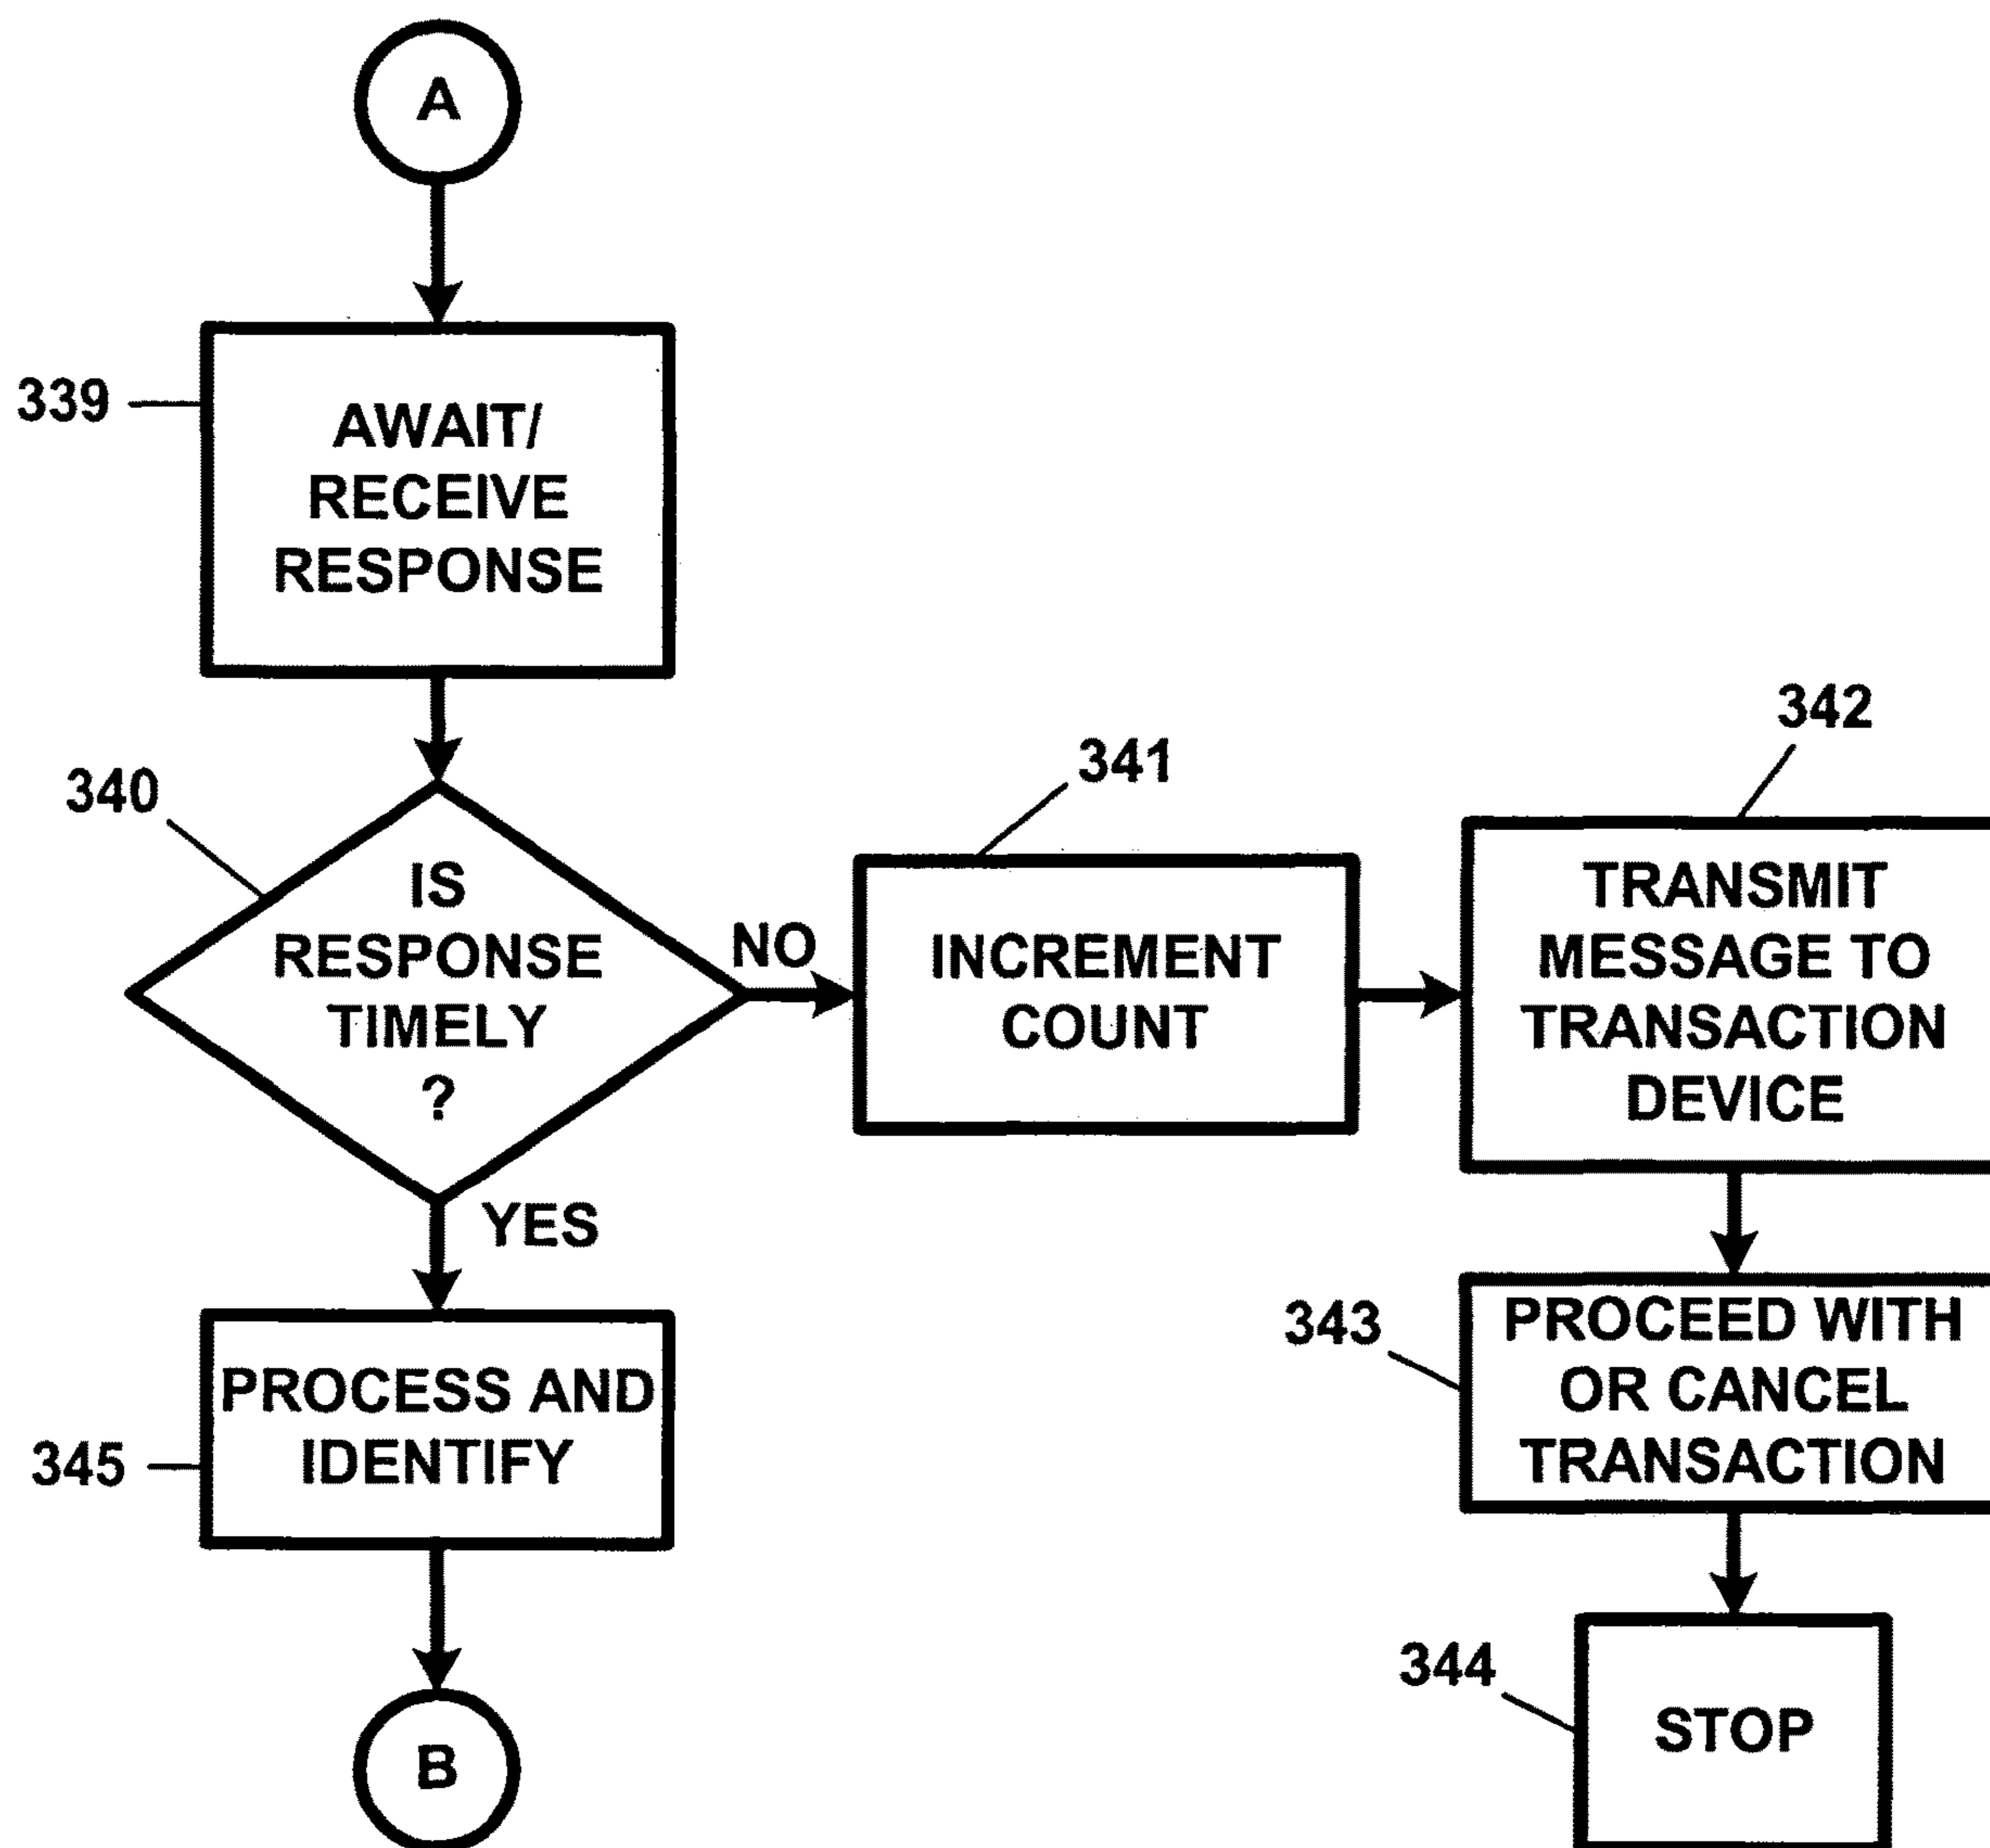 A
339
AWAIT/
RECEIVE
RESPONSE
340
IS
RESPONSE
TIMELY
?
NO
YES
341
INCREMENT
COUNT
342
TRANSMIT
MESSAGE TO
TRANSACTION
DEVICE
343
PROCEED WITH
OR CANCEL
TRANSACTION
344
STOP
345
PROCESS AND
IDENTIFY
B